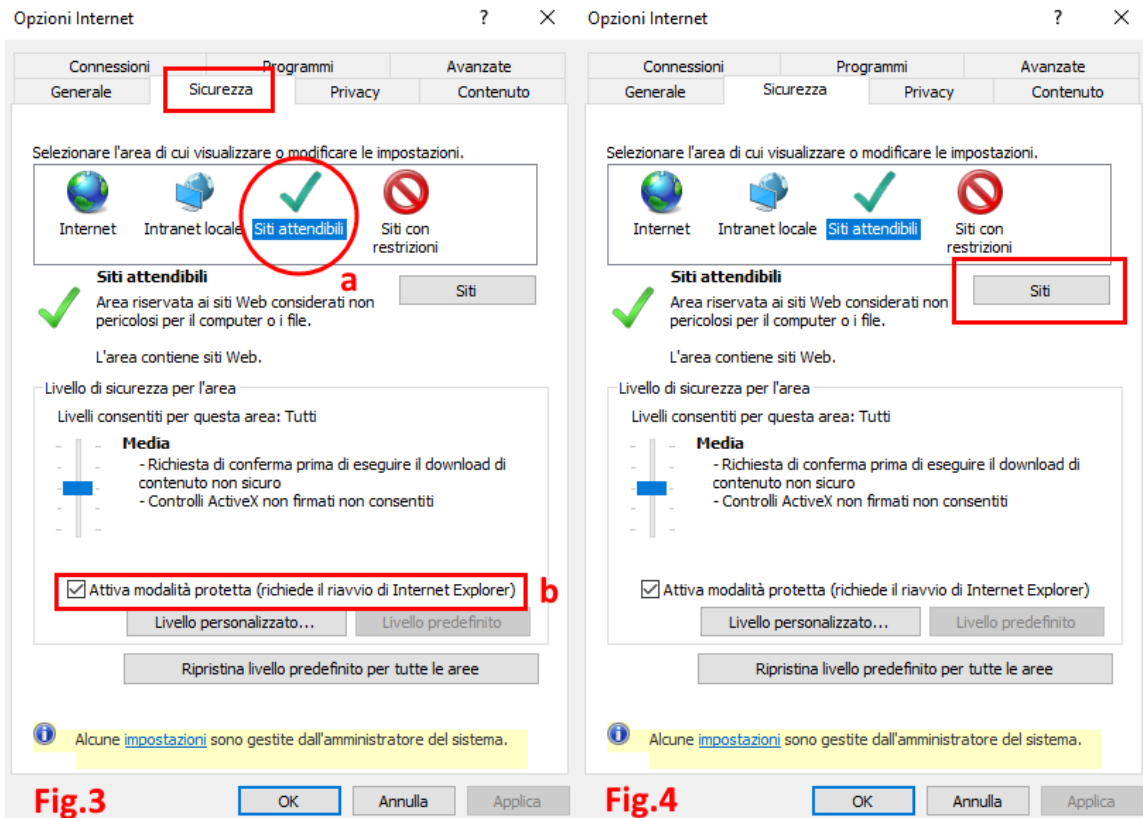 Opzioni Internet ? ×
Connessioni Programmi Avanzate
Generale Sicurezza Privacy Contenuto
Selezionare l'area di cui visualizzare o modificare le impostazioni.
Internet Intranet locale Siti attendibili Siti con
restrizioni
a
Siti attendibili
Siti
Area riservata ai siti Web considerati non
pericolosi per il computer o i file.
L'area contiene siti Web.
Livello di sicurezza per l'area
Livelli consentiti per questa area: Tutti
Media
- Richiesta di conferma prima di eseguire il download di
contenuto non sicuro
- Controlli ActiveX non firmati non consentiti
Attiva modalità protetta (richiede il riavvio di Internet Explorer) b
Livello personalizzato... Livello predefinito
Ripristina livello predefinito per tutte le aree
Alcune impostazioni sono gestite dall'amministratore del sistema.
Fig.3 OK Annulla Applica
Opzioni Internet ? ×
Connessioni Programmi Avanzate
Generale Sicurezza Privacy Contenuto
Selezionare l'area di cui visualizzare o modificare le impostazioni.
Internet Intranet locale Siti attendibili Siti con
restrizioni
Siti attendibili
Siti
Area riservata ai siti Web considerati non
pericolosi per il computer o i file.
L'area contiene siti Web.
Livello di sicurezza per l'area
Livelli consentiti per questa area: Tutti
Media
- Richiesta di conferma prima di eseguire il download di
contenuto non sicuro
- Controlli ActiveX non firmati non consentiti
Attiva modalità protetta (richiede il riavvio di Internet Explorer)
Livello personalizzato... Livello predefinito
Ripristina livello predefinito per tutte le aree
Alcune impostazioni sono gestite dall'amministratore del sistema.
Fig.4 OK Annulla Applica